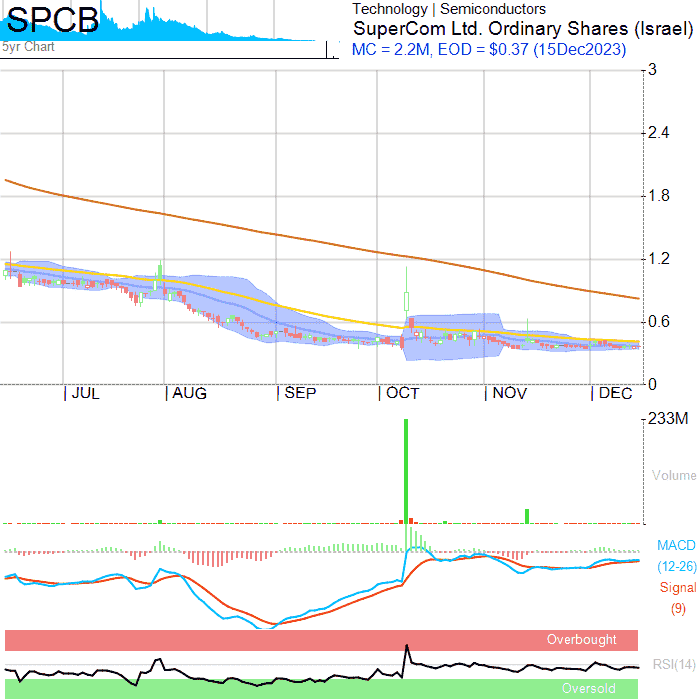 SPCB
Technology | Semiconductors
SuperCom Ltd. Ordinary Shares (Israel)
5yr Chart
MC = 2.2M, EOD = $0.37 (15Dec2023)
3
2.4
1.8
1.2
0.6
0
JUL AUG SEP OCT NOV DEC
233M
Volume
MACD
(12-26)
Signal
(9)
Overbought
RSI(14)
Oversold